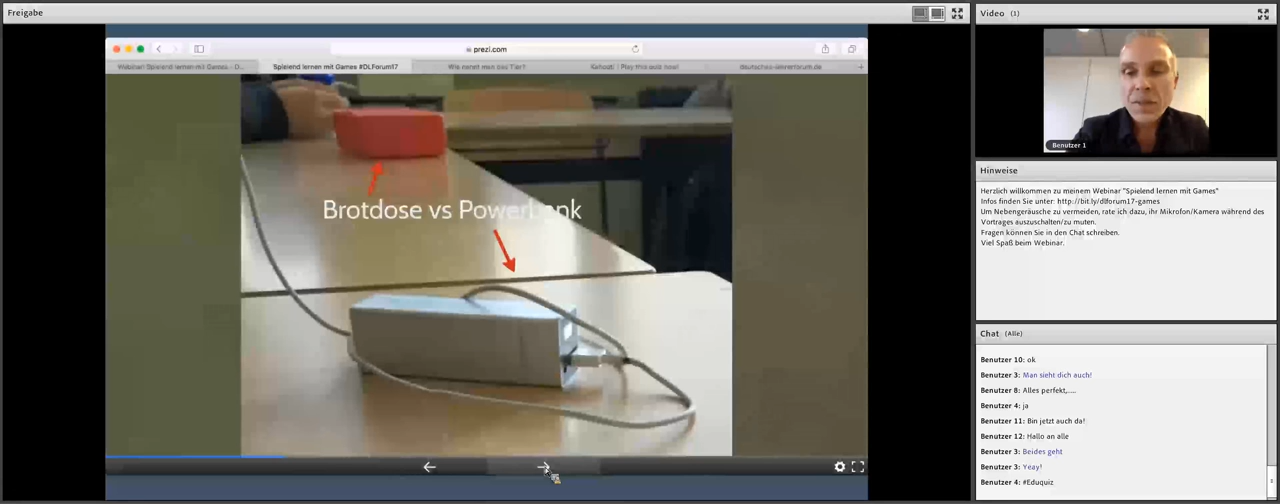 Freigabe
prezi.com
Webinar: Spielend lernen mit Games - D...
Spielend lernen mit Games #DLForum17
Wie nennt man das Tier?
Kahoot! | Play this quiz now!
deutsches-lehrerforum.de
Brotdose vs Powerbank
Video (1)
Benutzer 1
Hinweise
Herzlich willkommen zu meinem Webinar "Spielend lernen mit Games"
Infos finden Sie unter: http://bit.ly/dlforum17-games
Um Nebengeräusche zu vermeiden, rate ich dazu, ihr Mikrofon/Kamera während des
Vortrages auszuschalten/zu muten.
Fragen können Sie in den Chat schreiben.
Viel Spaß beim Webinar.
Chat (Alle)
Benutzer 10: ok
Benutzer 3: Man sieht dich auch!
Benutzer 8: Alles perfekt,....
Benutzer 4: ja
Benutzer 11: Bin jetzt auch da!
Benutzer 12: Hallo an alle
Benutzer 3: Beides geht
Benutzer 3: Yeay!
Benutzer 4: #Eduquiz